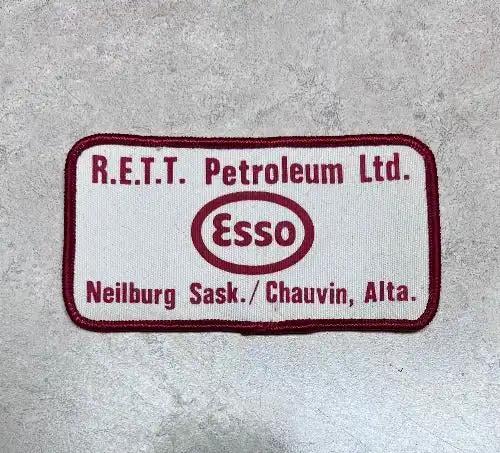 R.E.T.T. Petroleum Ltd.
Esso
Neilburg Sask./Chauvin, Alta.